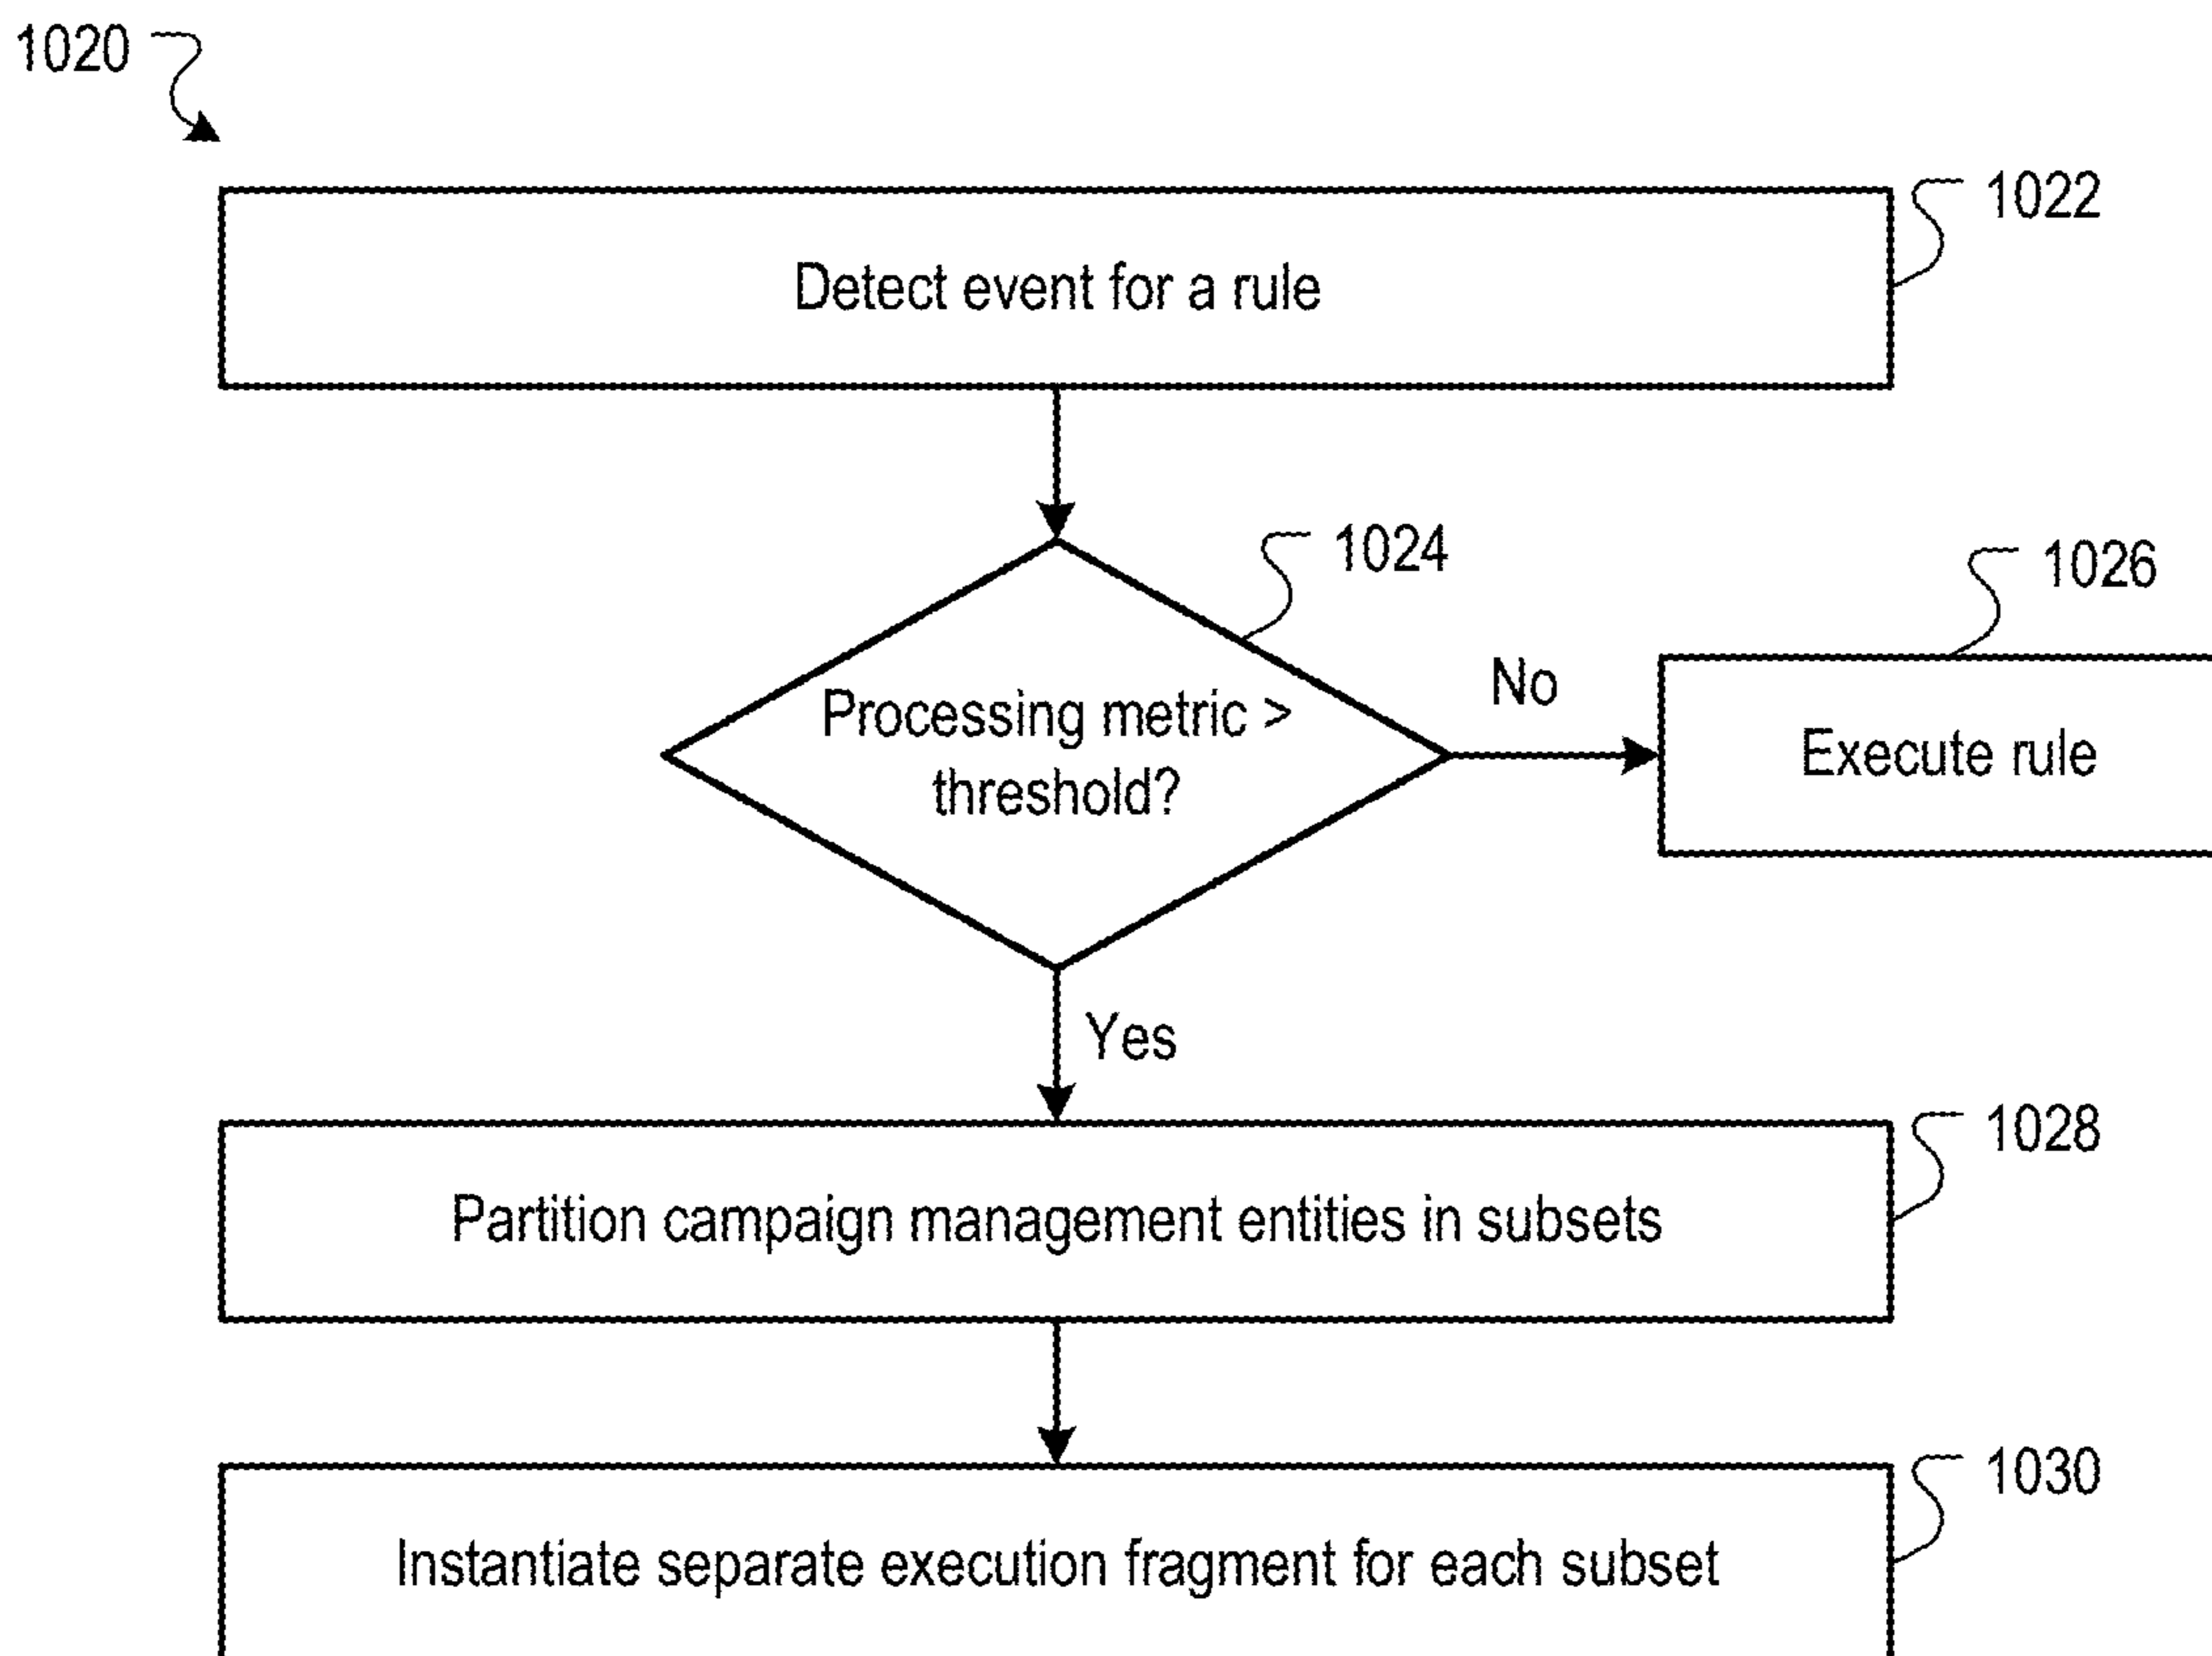 1020
1022
Detect event for a rule
1024
1026
Processing metric >
threshold?
No
Execute rule
Yes
1028
Partition campaign management entities in subsets
1030
Instantiate separate execution fragment for each subset